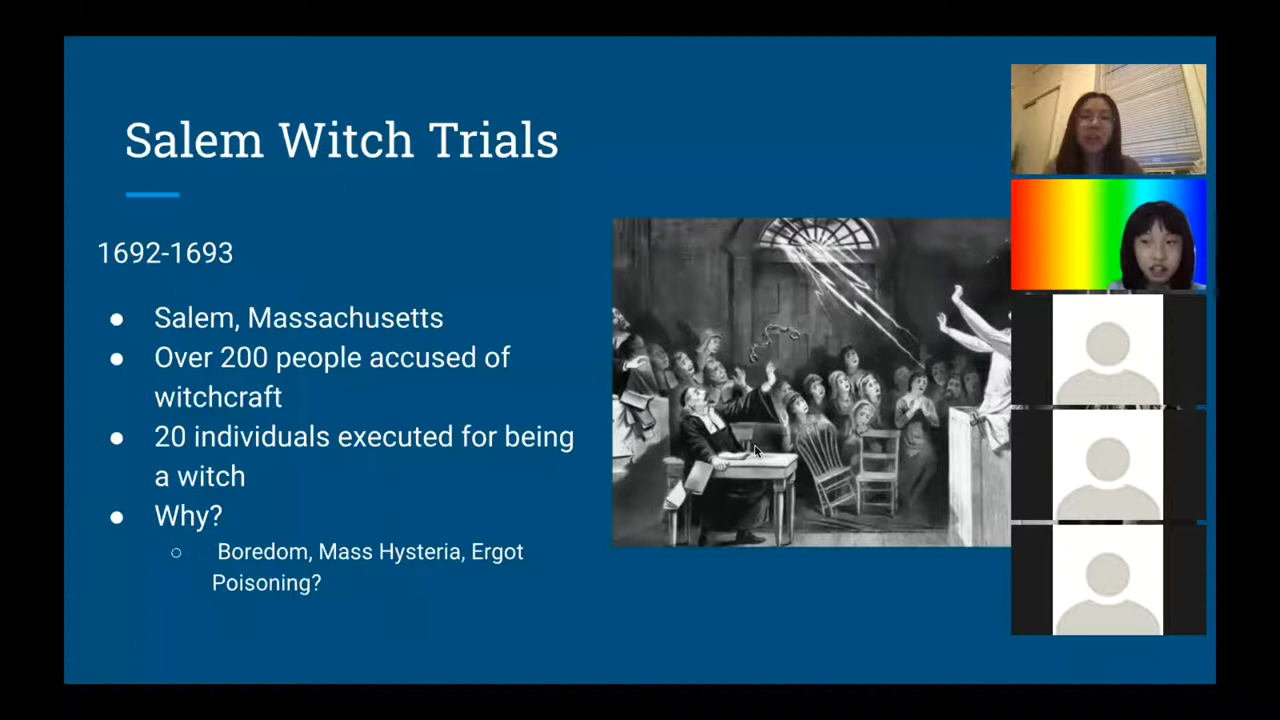 Salem Witch Trials
1692-1693
● Salem, Massachusetts
● Over 200 people accused of
witchcraft
● 20 individuals executed for being
a witch
● Why?
○ Boredom, Mass Hysteria, Ergot
Poisoning?